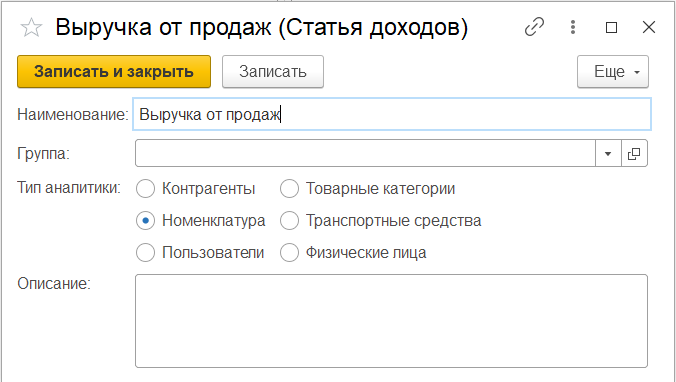 Выручка от продаж (Статья доходов)
Записать и закрыть Записать Еще
Наименование: Выручка от продаж
Группа:
Тип аналитики: Контрагенты Товарные категории
Номенклатура Транспортные средства
Пользователи Физические лица
Описание: